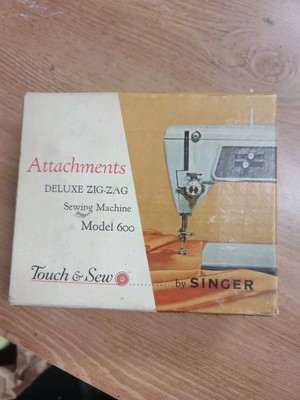 Attachments
DELUXE ZIG-ZAG
Sewing Machine
Model 600
Touch & Sew
by SINGER